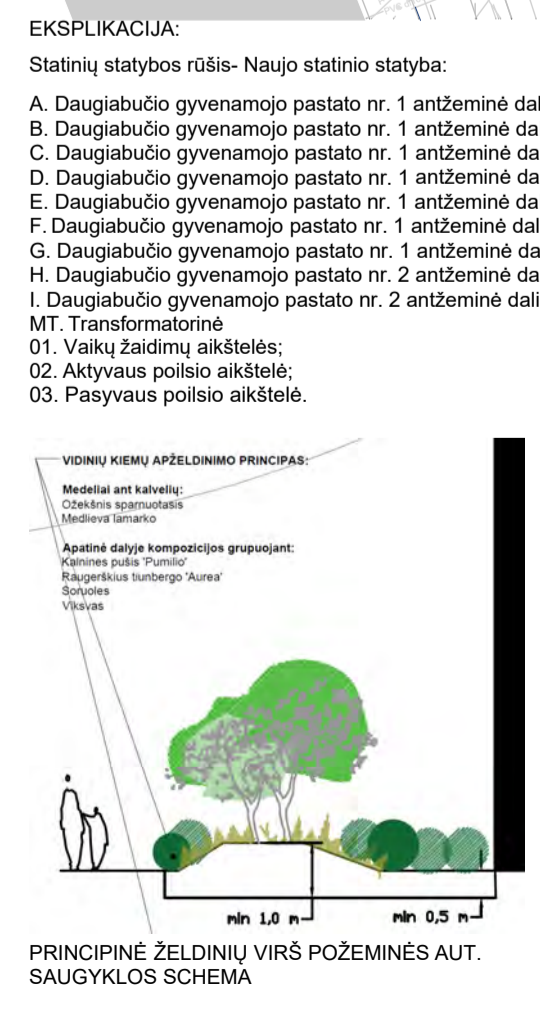 EKSPLIKACIJA:
Statinių statybos rūšis- Naujo statinio statyba:
A. Daugiabučio gyvenamojo pastato nr. 1 antžeminė dal
B. Daugiabučio gyvenamojo pastato nr. 1 antžeminė da
C. Daugiabučio gyvenamojo pastato nr. 1 antžeminė da
D. Daugiabučio gyvenamojo pastato nr. 1 antžeminė da
E. Daugiabučio gyvenamojo pastato nr. 1 antžeminė da
F. Daugiabučio gyvenamojo pastato nr. 1 antžeminė dal
G. Daugiabučio gyvenamojo pastato nr. 1 antžeminė da
H. Daugiabučio gyvenamojo pastato nr. 2 antžeminė da
I. Daugiabučio gyvenamojo pastato nr. 2 antžeminė dali
MT. Transformatorinė
01. Vaikų žaidimų aikštelės;
02. Aktyvaus poilsio aikštelė;
03. Pasyvaus poilsio aikštelė.
VIDINIŲ KIEMŲ APŽELDINIMO PRINCIPAS:
Medeliai ant kalvelių:
Ožekšnis sparnuotasis
Medlieva lamarko
Apatinė dalyje kompozicijos grupuojant:
Kalnines pušis 'Pumilio'
Raugerškius tiunbergo 'Aurea'
Soruoles
Viksvas
min 1,0 m
min 0,5 m
PRINCIPINĖ ŽELDINIŲ VIRŠ POŽEMINĖS AUT.
SAUGYKLOS SCHEMA